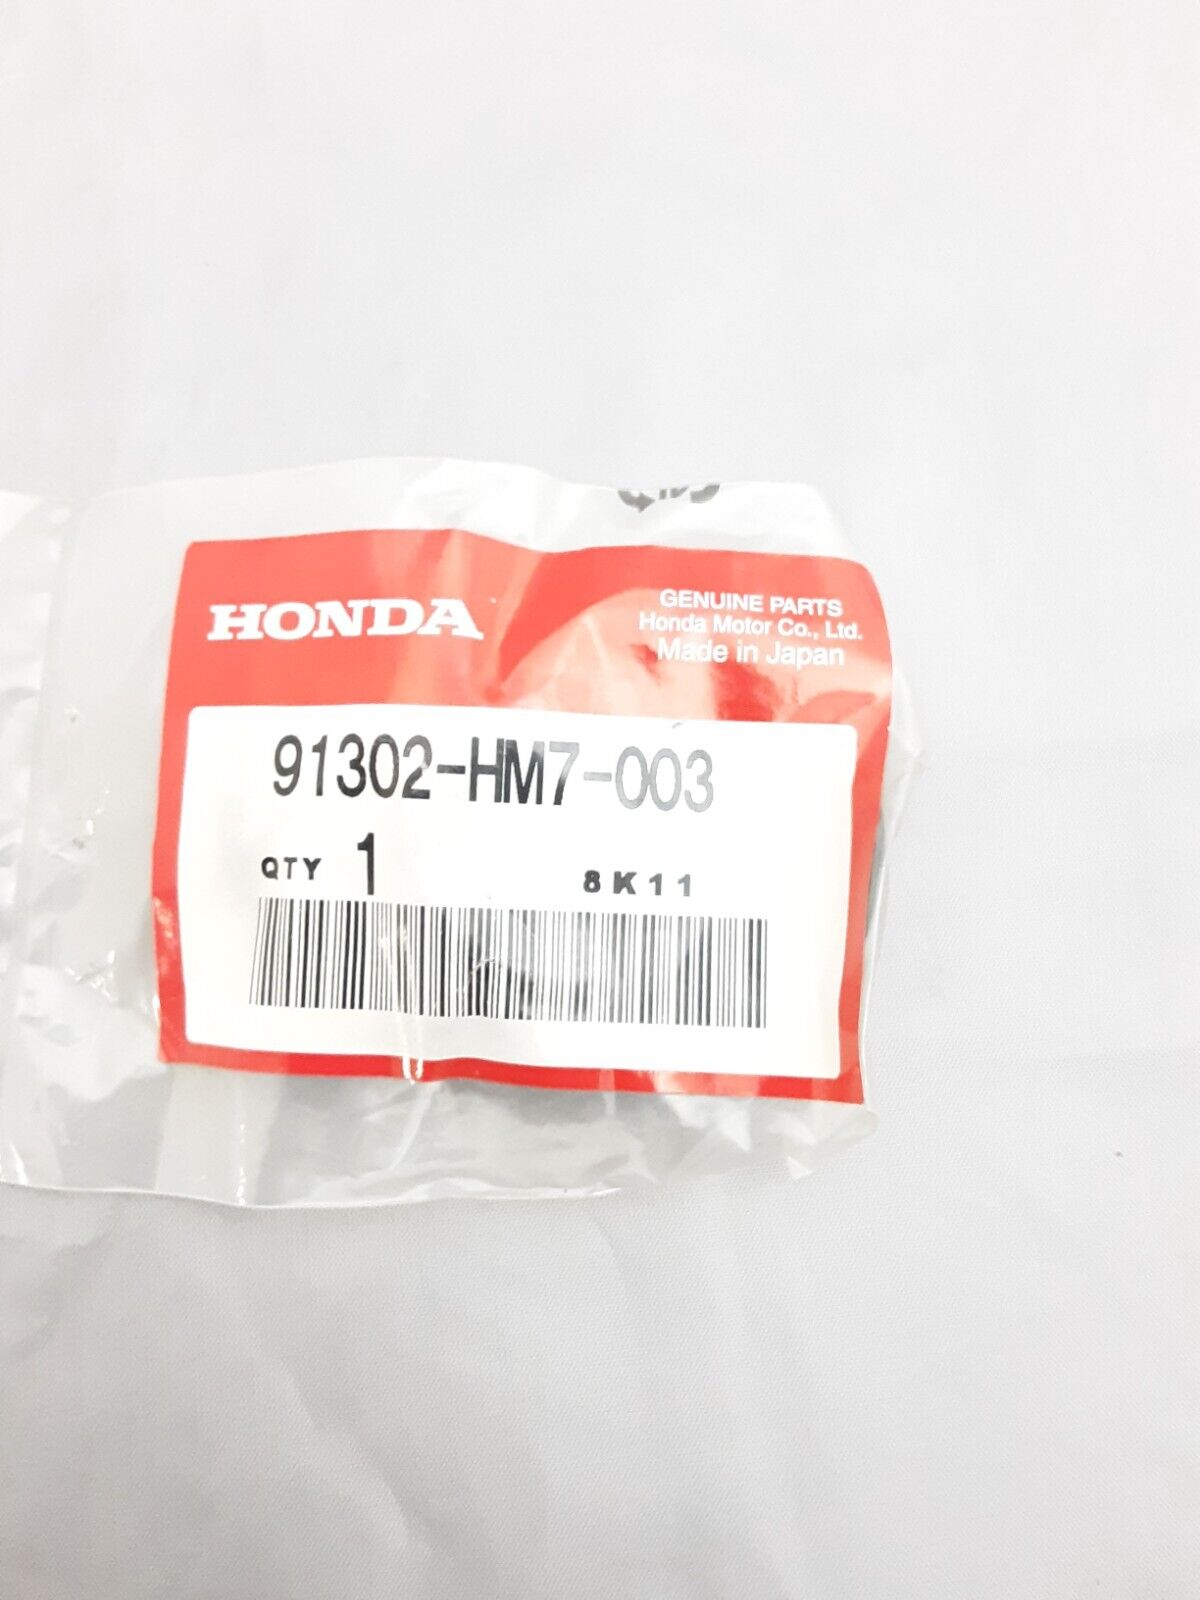 HONDA
GENUINE PARTS
Honda Motor Co., Ltd.
Made in Japan
91302-HM7-003
QTY 1
8K11